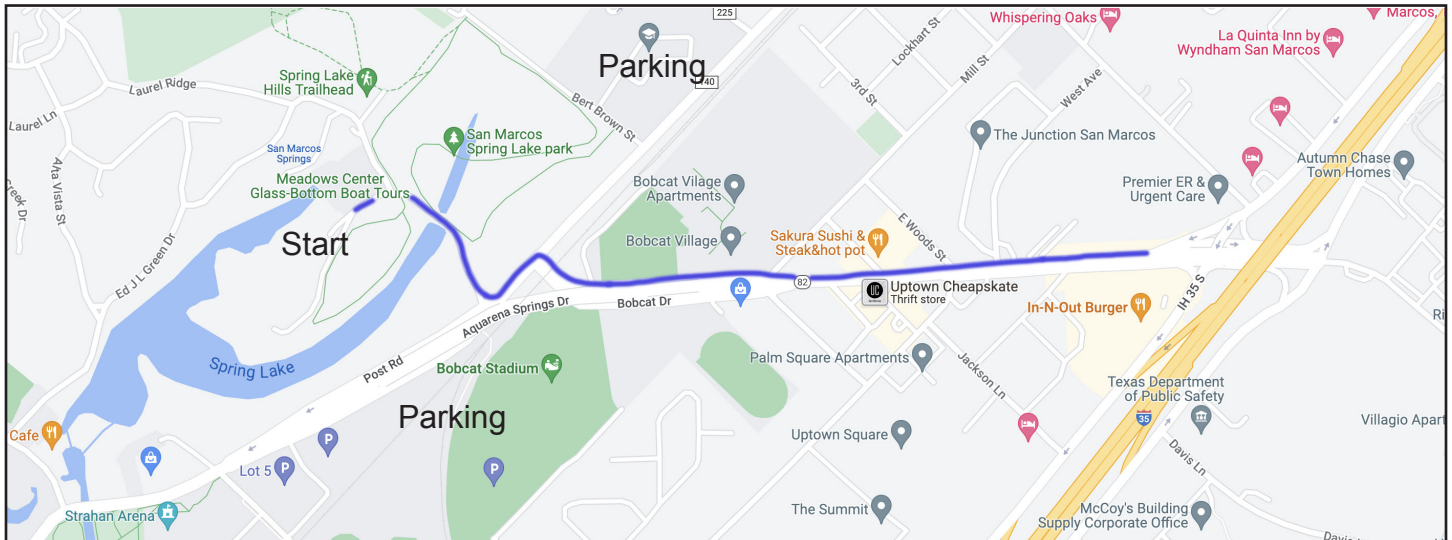 225
Whispering Oaks
Marcos,
La Quinta Inn by
Wyndham San Marcos
Lockhart St
Mill St
Parking
Spring Lake
Hills Trailhead
Laurel Ridge
3rd St
West Ave
Bert Brown St
Laurel Ln
San Marcos
Spring Lake park
The Junction San Marcos
San Marcos
Springs
Alta Vista St
Autumn Chase
Town Homes
Meadows Center
Glass-Bottom Boat Tours
Bobcat Vilage
Apartments
Premier ER &
Urgent Care
Creek Dr
E Woods St
Start
Bobcat Village
Sakura Sushi &
Steak&hot pot
Ed J L Green Dr
82
Uptown Cheapskate
Thrift store
UC
IH 35 S
In-N-Out Burger
Aquarena Springs Dr
Bobcat Dr
Ri
Spring Lake
Post Rd
Bobcat Stadium
Palm Square Apartments
Jackson Ln
Texas Department
of Public Safety
Parking
35
Villagio Apart
Cafe
P
Uptown Square
Lot 5
P
P
Davis Ln
Strahan Arena
The Summit
McCoy's Building
Supply Corporate Office